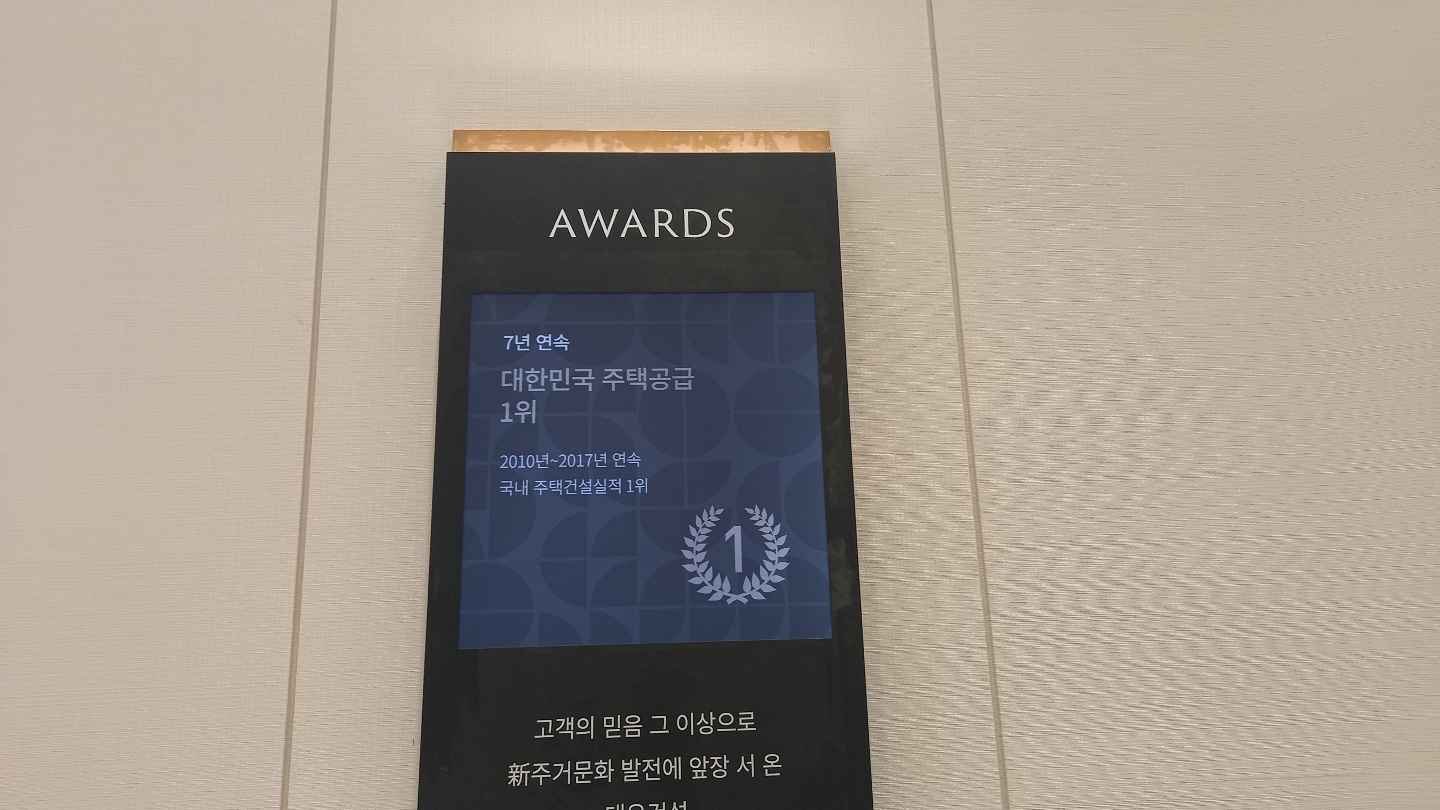 AWARDS
7년 연속
대한민국 주택공급
1위
2010년~2017년 연속
국내 주택건설실적 1위
1
고객의 믿음 그 이상으로
新주거문화 발전에 앞장 서 온